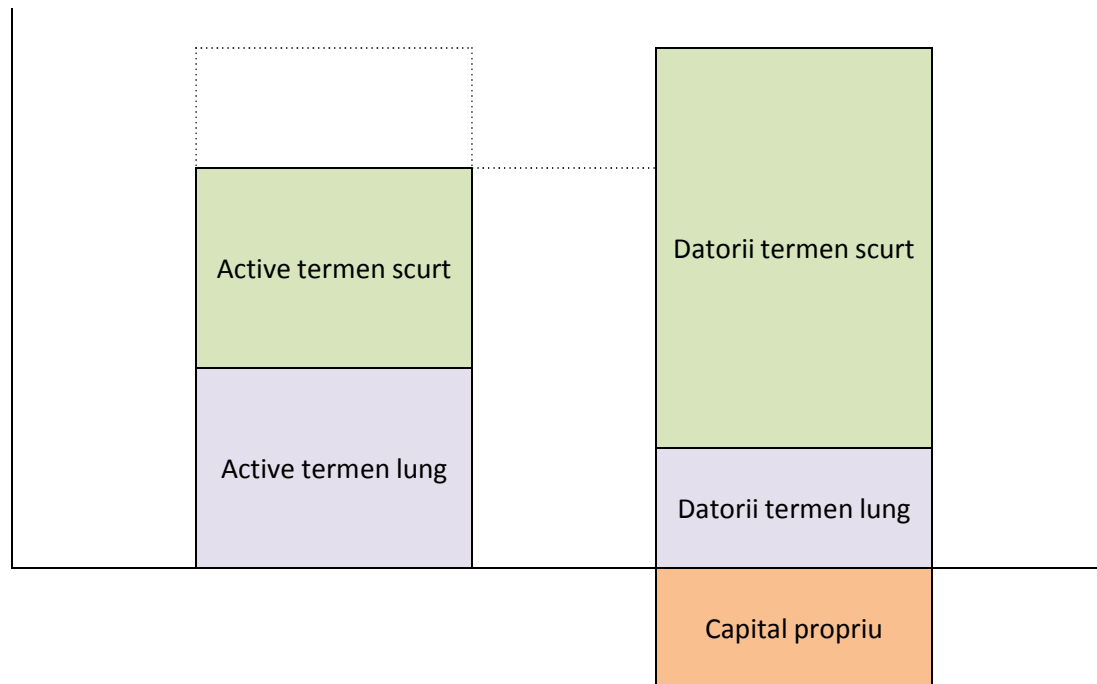 Active termen scurt
Active termen lung
Datorii termen scurt
Datorii termen lung
Capital propriu